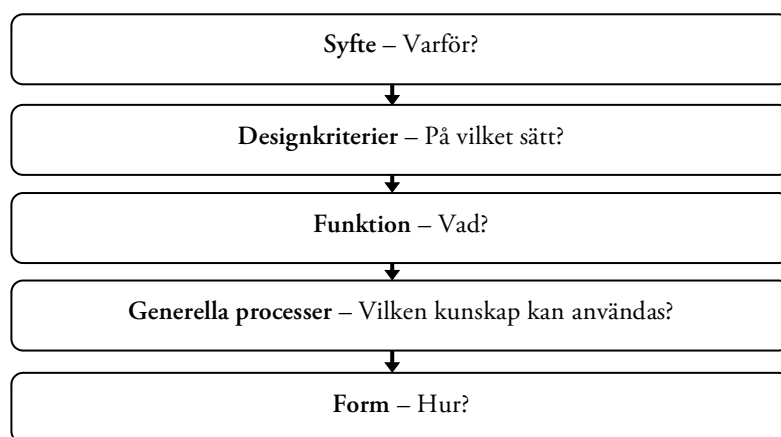 Syfte – Varför?
Designkriterier – På vilket sätt?
Funktion – Vad?
Generella processer – Vilken kunskap kan användas?
Form – Hur?